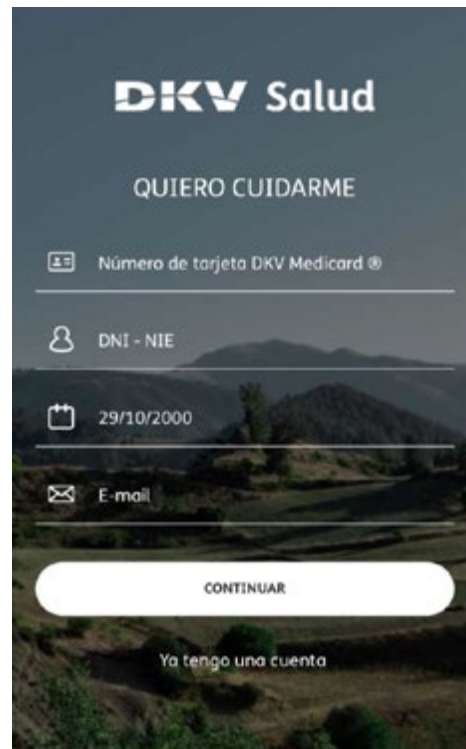 DKV Salud
QUIERO CUIDARME
Número de tarjeta DKV Medicard ®
DNI - NIE
29/10/2000
E-mail
CONTINUAR
Ya tengo una cuenta